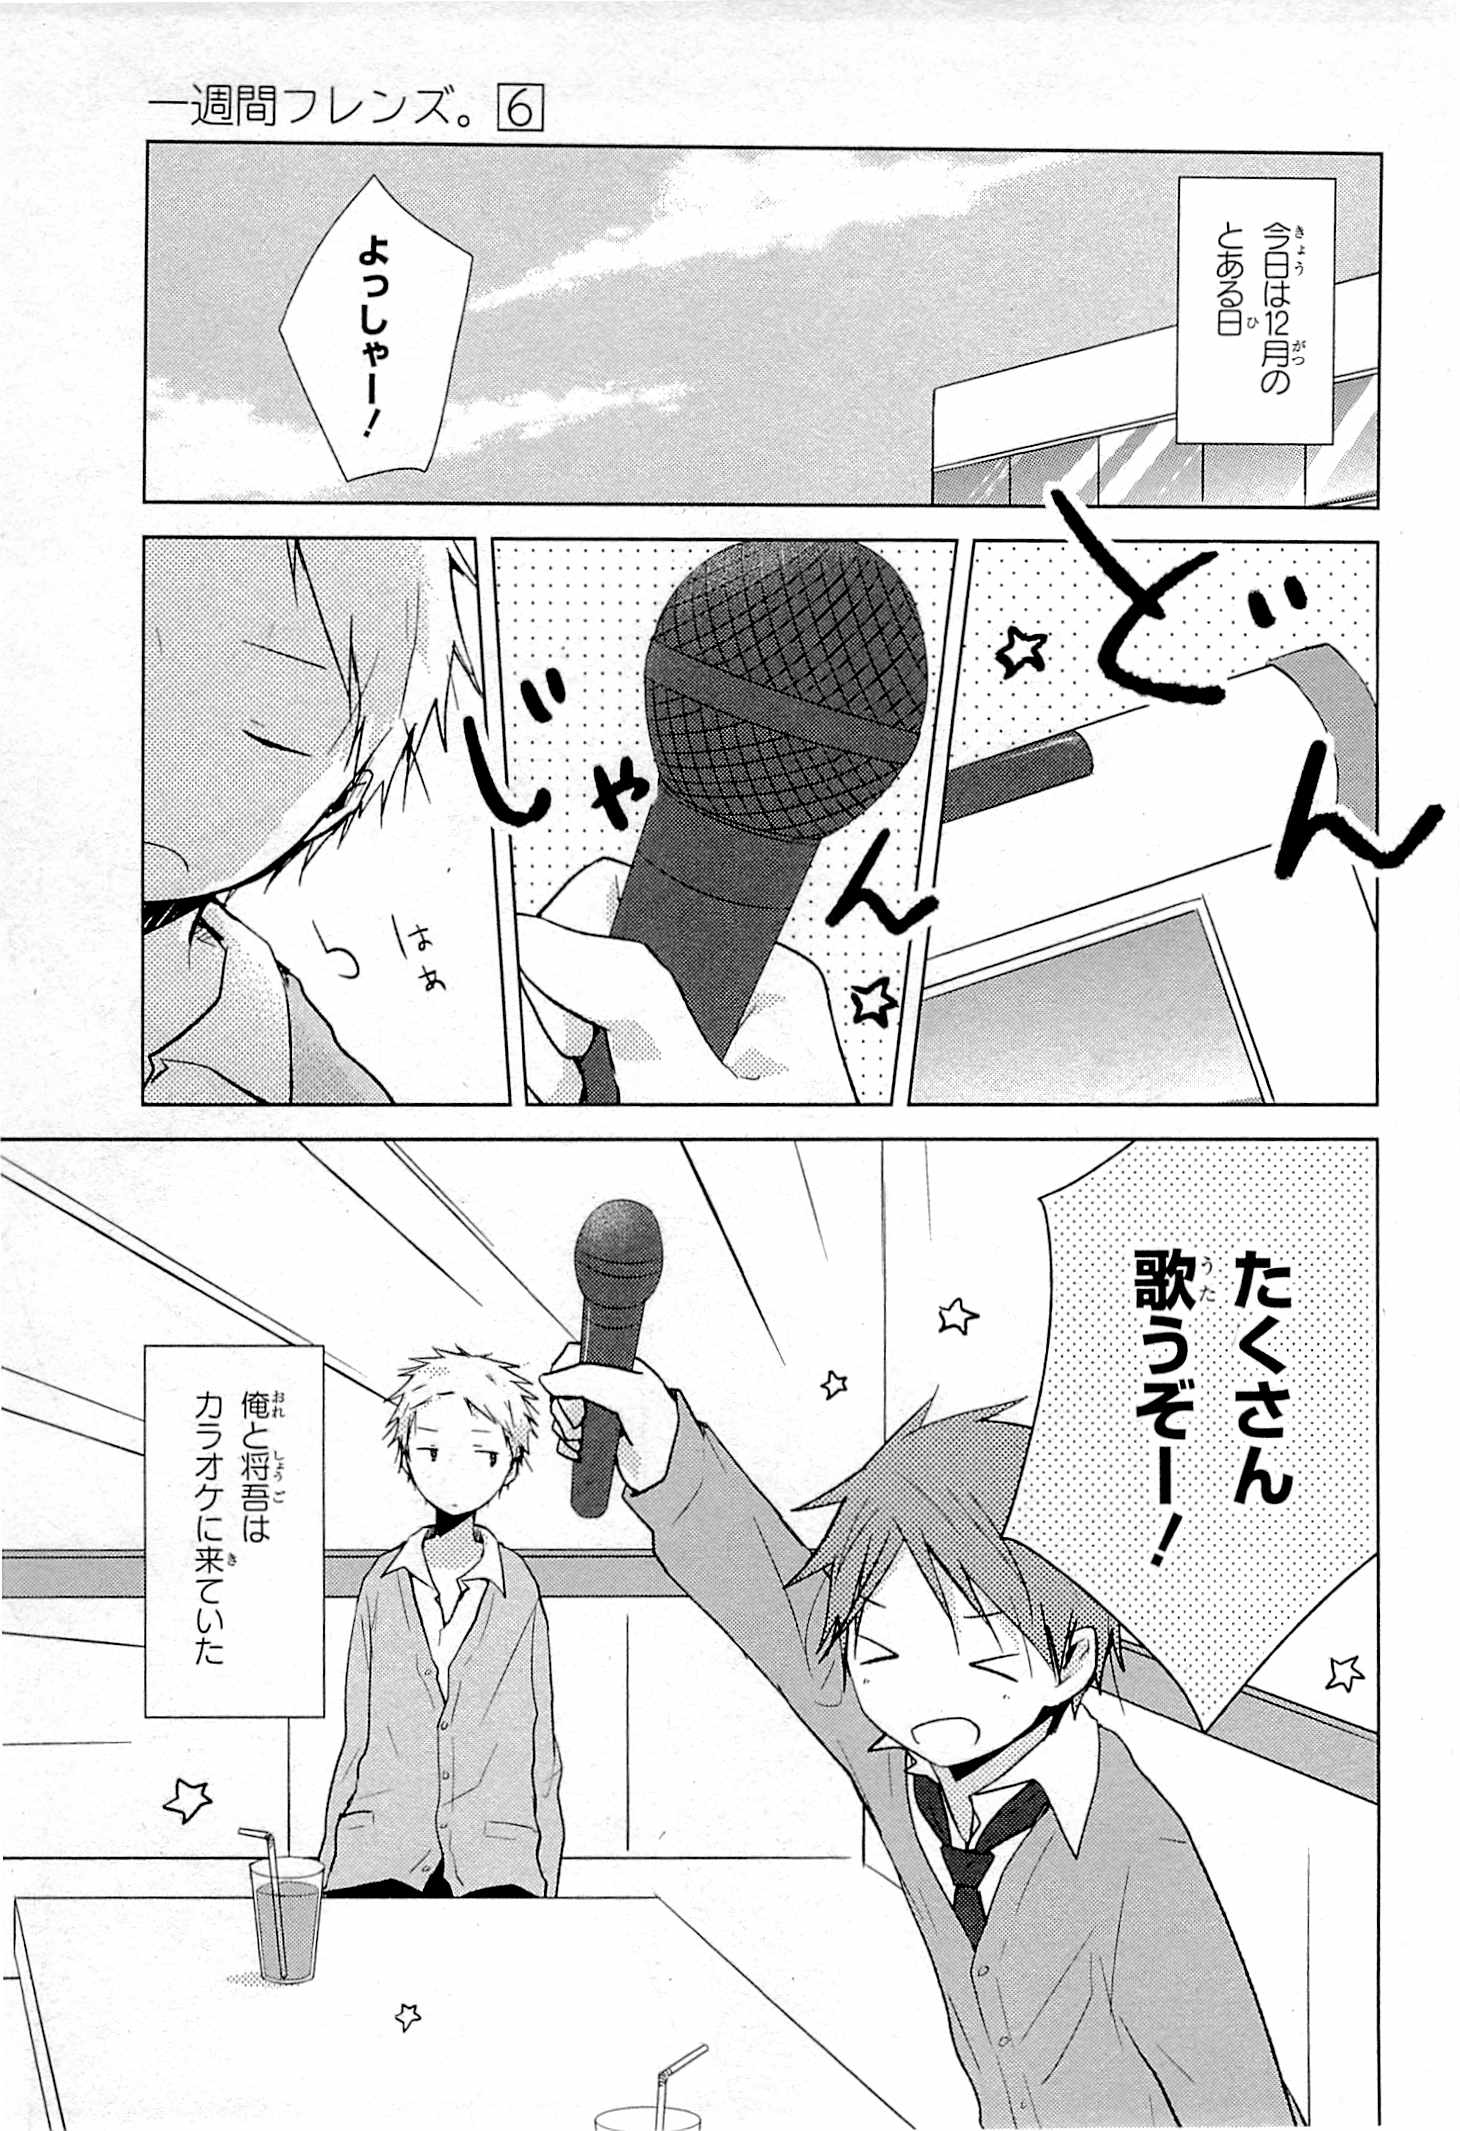 一週間フレンズ。6
今日は12月の
とある日
よっしゃー!
どん
じゃん
はぁ
たくさん
歌うぞー!
俺と将吾は
カラオケに来ていた